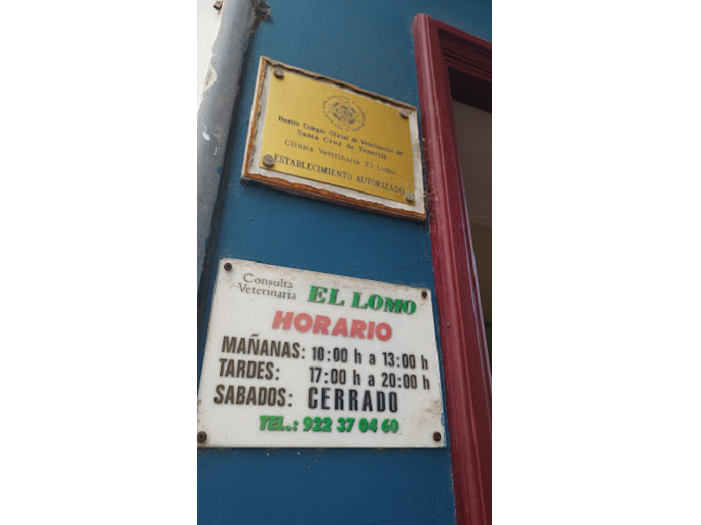 Ilustre Colegio Oficial de Veterinarios de
Santa Cruz de Tenerife
Clínica Veterinaria El Lomo
ESTABLECIMIENTO AUTORIZADO
Consulta
Veterinaria
EL LOMO
HORARIO
MAÑANAS: 10:00 h a 13:00 h
TARDES: 17:00 h a 20:00 h
SABADOS: CERRADO
TEL.: 922 37 04 60